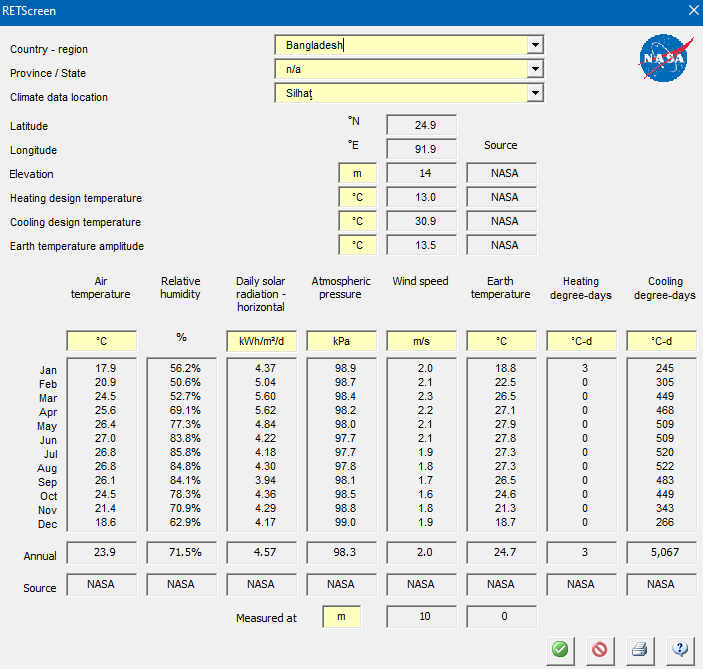 RETScreen
Country - region Bangladesh
Province / State n/a
Climate data location Silhaţ
NASA
Latitude °N 24.9
Longitude °E 91.9 Source
Elevation m 14 NASA
Heating design temperature °C 13.0 NASA
Cooling design temperature °C 30.9 NASA
Earth temperature amplitude °C 13.5 NASA
Air temperature Relative humidity Daily solar radiation - horizontal Atmospheric pressure Wind speed Earth temperature Heating degree-days Cooling degree-days
°C % kWh/m²/d kPa m/s °C °C-d °C-d
Jan 17.9 56.2% 4.37 98.9 2.0 18.8 3 245
Feb 20.9 50.6% 5.04 98.7 2.1 22.5 0 305
Mar 24.5 52.7% 5.60 98.4 2.3 26.5 0 449
Apr 25.6 69.1% 5.62 98.2 2.2 27.1 0 468
May 26.4 77.3% 4.84 98.0 2.1 27.9 0 509
Jun 27.0 83.8% 4.22 97.7 2.1 27.8 0 509
Jul 26.8 85.8% 4.18 97.7 1.9 27.3 0 520
Aug 26.8 84.8% 4.30 97.8 1.8 27.3 0 522
Sep 26.1 84.1% 3.94 98.1 1.7 26.5 0 483
Oct 24.5 78.3% 4.36 98.5 1.6 24.6 0 449
Nov 21.4 70.9% 4.29 98.8 1.8 21.3 0 343
Dec 18.6 62.9% 4.17 99.0 1.9 18.7 0 266
Annual 23.9 71.5% 4.57 98.3 2.0 24.7 3 5,067
Source NASA NASA NASA NASA NASA NASA NASA NASA
Measured at m 10 0